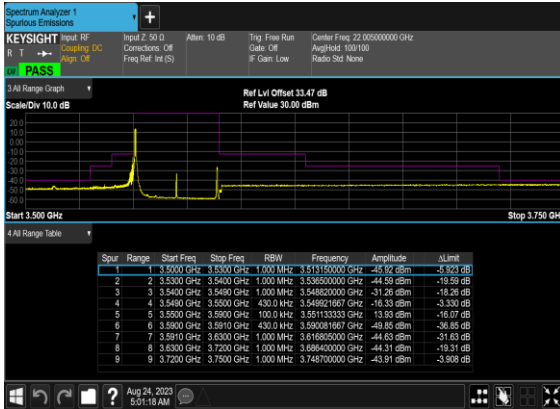 Spectrum Analyzer 1
Spurious Emissions
KEYSIGHT
R T
PASS
Input: RF
Coupling: DC
Align: Off
Input Z: 50 Ω
Corrections: Off
Freq Ref: Int (S)
Atten: 10 dB
Trig: Free Run
Gate: Off
IF Gain: Low
Center Freq: 22.005000000 GHz
Avg|Hold: 100/100
Radio Std: None
3 All Range Graph
Scale/Div 10.0 dB
Ref Lvl Offset 33.47 dB
Ref Value 30.00 dBm
20.0
10.0
0.00
-10.0
-20.0
-30.0
-40.0
-50.0
-60.0
Start 3.500 GHz
Stop 3.750 GH
4 All Range Table
Spur Range Start Freq Stop Freq RBW Frequency Amplitude ΔLimit
1 1 3.5000 GHz 3.5300 GHz 1.000 MHz 3.513150000 GHz -45.92 dBm -5.923 dB
2 2 3.5300 GHz 3.5400 GHz 1.000 MHz 3.536500000 GHz -44.59 dBm -19.59 dB
3 3 3.5400 GHz 3.5490 GHz 1.000 MHz 3.548820000 GHz -31.26 dBm -18.26 dB
4 4 3.5490 GHz 3.5500 GHz 430.0 kHz 3.549921667 GHz -16.33 dBm -3.330 dB
5 5 3.5500 GHz 3.5900 GHz 100.0 kHz 3.551133333 GHz 13.93 dBm -16.07 dB
6 6 3.5900 GHz 3.5910 GHz 430.0 kHz 3.590081667 GHz -49.85 dBm -36.85 dB
7 7 3.5910 GHz 3.6300 GHz 1.000 MHz 3.616805000 GHz -44.63 dBm -31.63 dB
8 8 3.6300 GHz 3.7200 GHz 1.000 MHz 3.686400000 GHz -44.31 dBm -19.31 dB
9 9 3.7200 GHz 3.7500 GHz 1.000 MHz 3.748700000 GHz -43.91 dBm -3.908 dB
Aug 24, 2023
5:01:18 AM